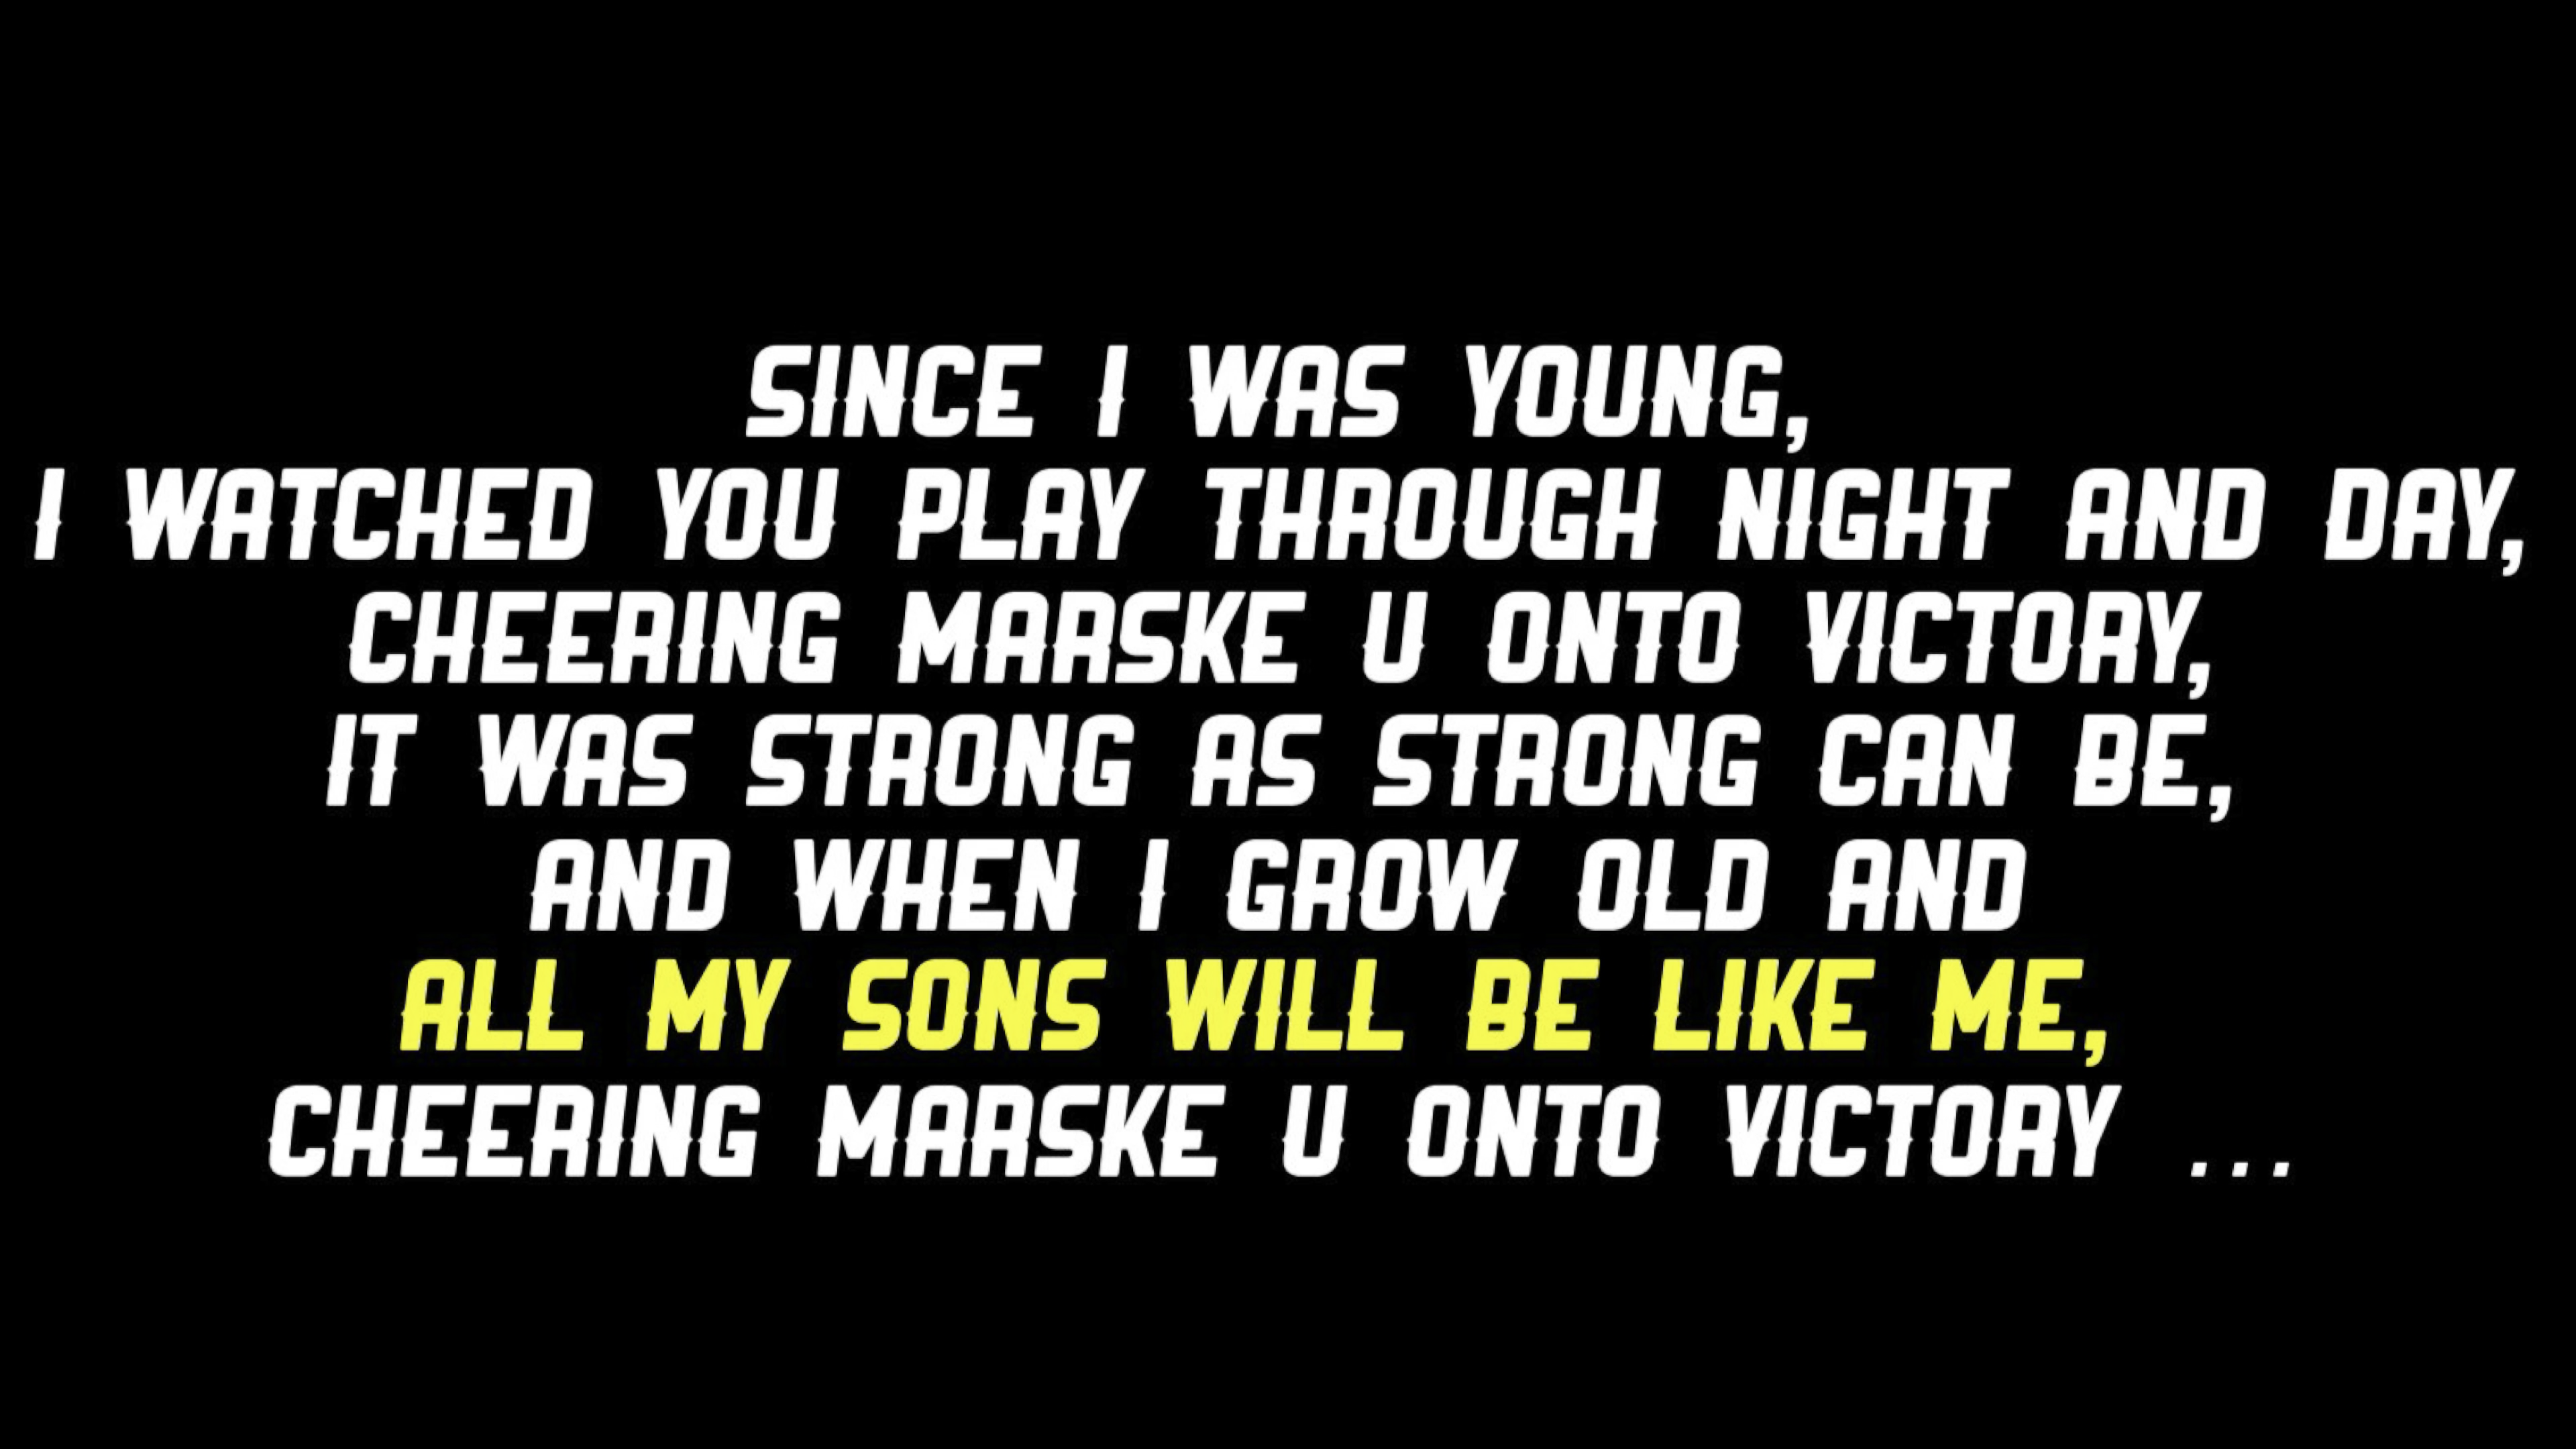 SINCE I WAS YOUNG,
I WATCHED YOU PLAY THROUGH NIGHT AND DAY,
CHEERING MARSKE U ONTO VICTORY,
IT WAS STRONG AS STRONG CAN BE,
AND WHEN I GROW OLD AND
ALL MY SONS WILL BE LIKE ME,
CHEERING MARSKE U ONTO VICTORY ...